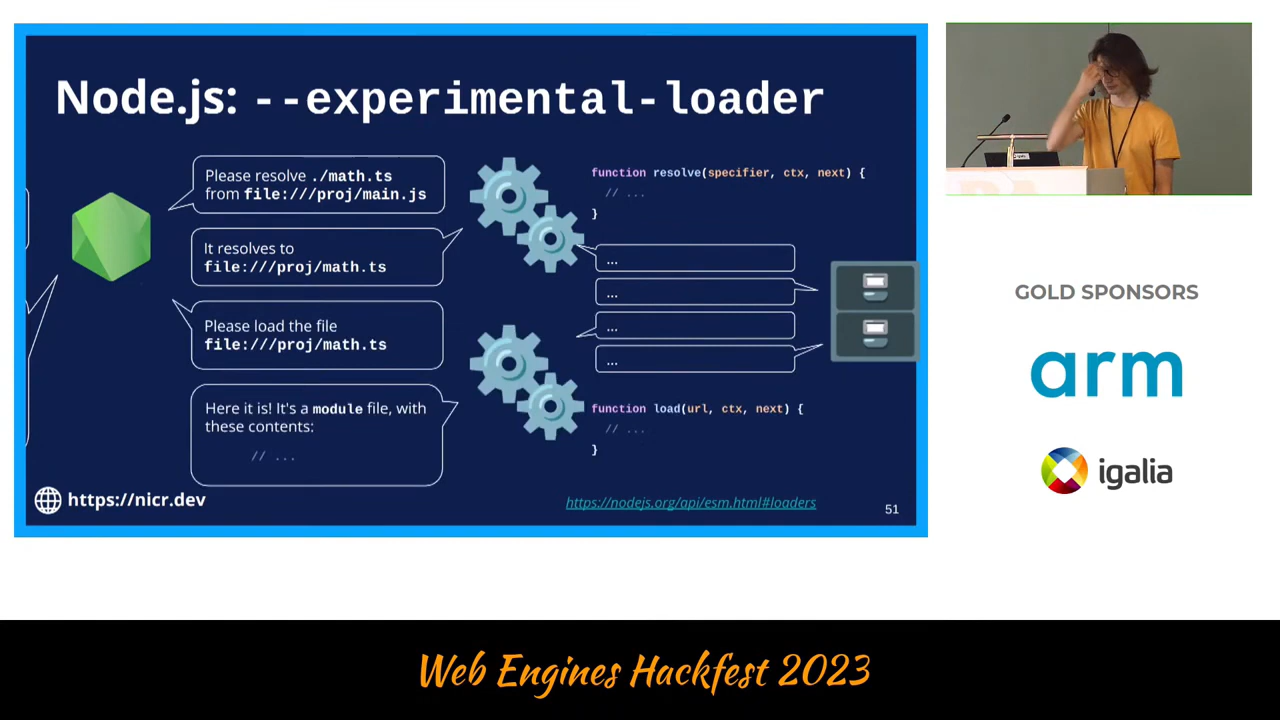 Node.js: --experimental-loader
Please resolve ./math.ts
from file:///proj/main.js
It resolves to
file:///proj/math.ts
Please load the file
file:///proj/math.ts
Here it is! It's a module file, with
these contents:
// ...
function resolve(specifier, ctx, next) {
// ...
}
...
...
...
...
function load(url, ctx, next) {
// ...
}
https://nicr.dev
https://nodejs.org/api/esm.html#loaders
51
GOLD SPONSORS
arm
igalia
Web Engines Hackfest 2023